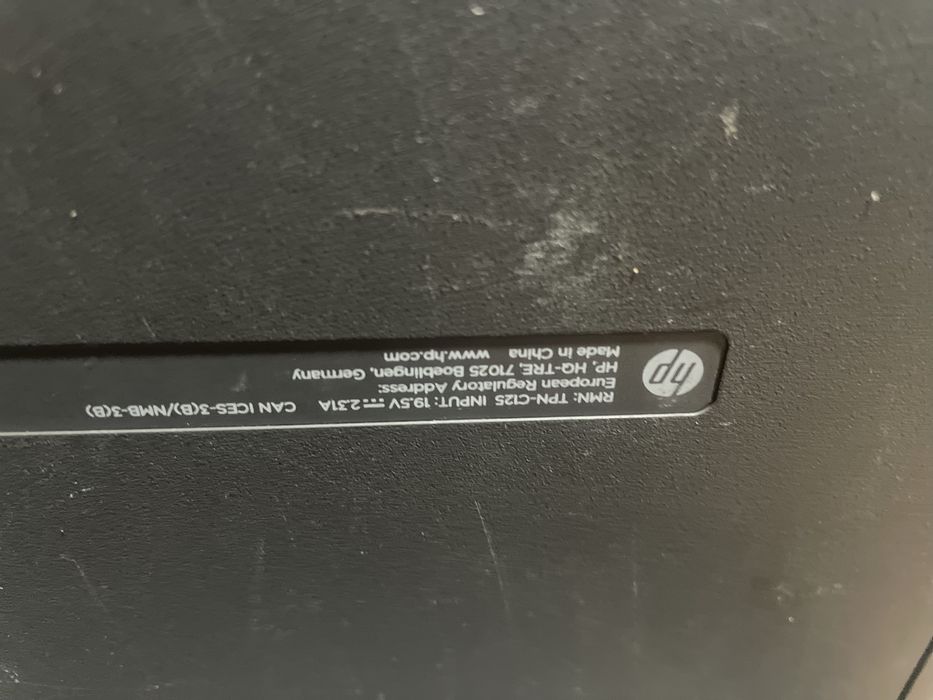 hp
RMN: TPN-C125 INPUT: 19.5V ⎓ 2.31A CAN ICES-3(B)/NMB-3(B)
European Regulatory Address:
HP, HQ-TRE, 71025 Boeblingen, Germany
Made in China www.hp.com